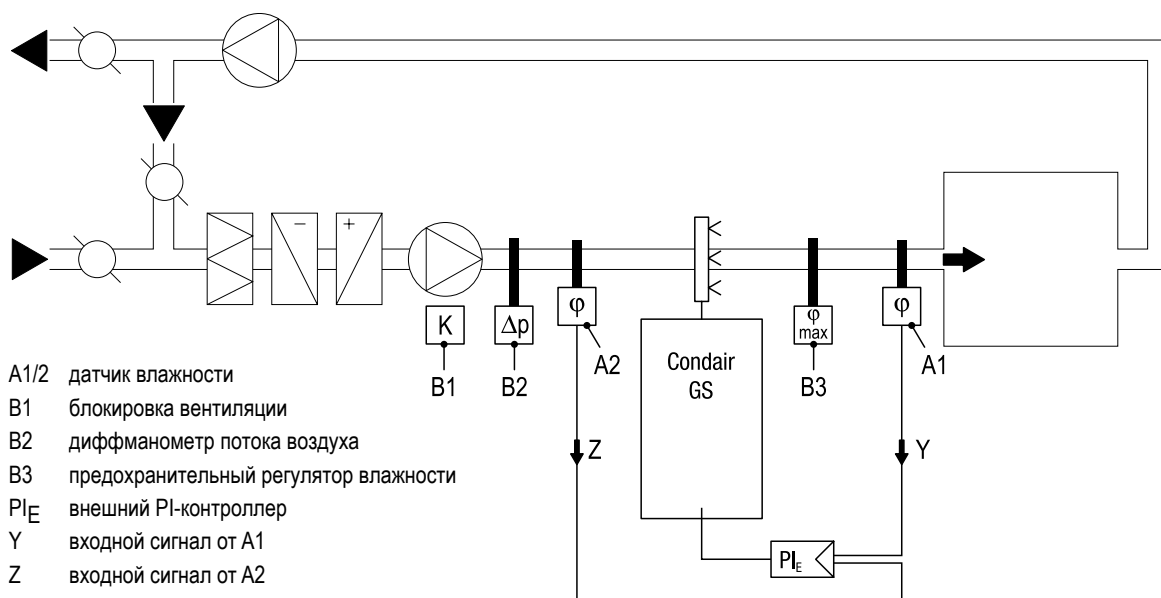 − +
K Δp φ φ max φ
B1 B2 A2 B3 A1
Condair
GS
Z Y
PIE
A1/2 датчик влажности
B1 блокировка вентиляции
B2 диффманометр потока воздуха
B3 предохранительный регулятор влажности
PIE внешний PI-контроллер
Y входной сигнал от A1
Z входной сигнал от A2